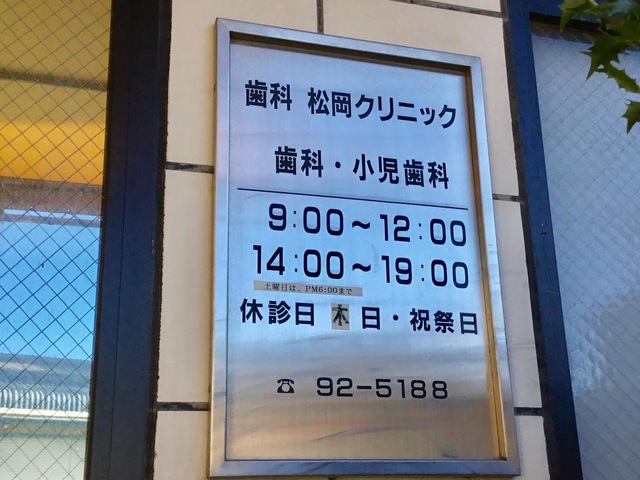 歯科 松岡クリニック
歯科・小児歯科
9:00～12:00
14:00～19:00
土曜日は、PM6:00まで
休診日 木 日・祝祭日
☎ 92-5188